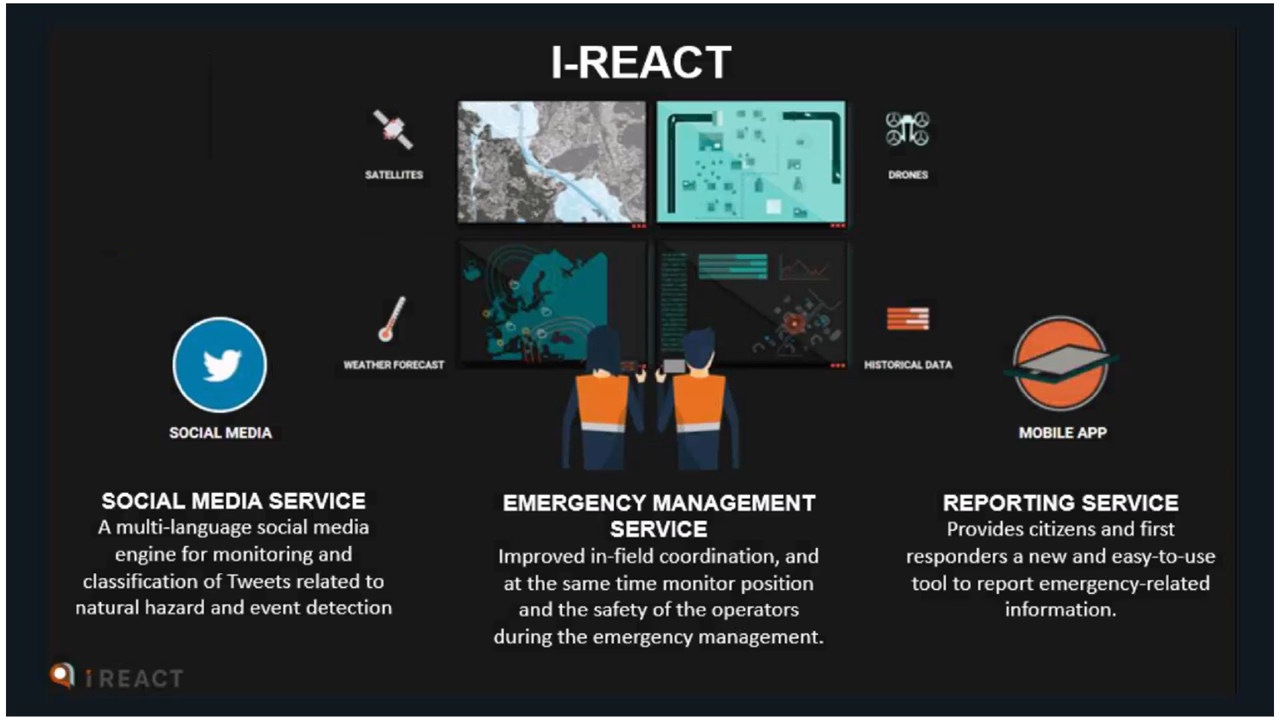 I-REACT
SATELLITES
DRONES
WEATHER FORECAST
HISTORICAL DATA
SOCIAL MEDIA
MOBILE APP
SOCIAL MEDIA SERVICE
A multi-language social media
engine for monitoring and
classification of Tweets related to
natural hazard and event detection
EMERGENCY MANAGEMENT
SERVICE
Improved in-field coordination, and
at the same time monitor position
and the safety of the operators
during the emergency management.
REPORTING SERVICE
Provides citizens and first
responders a new and easy-to-use
tool to report emergency-related
information.
I REACT